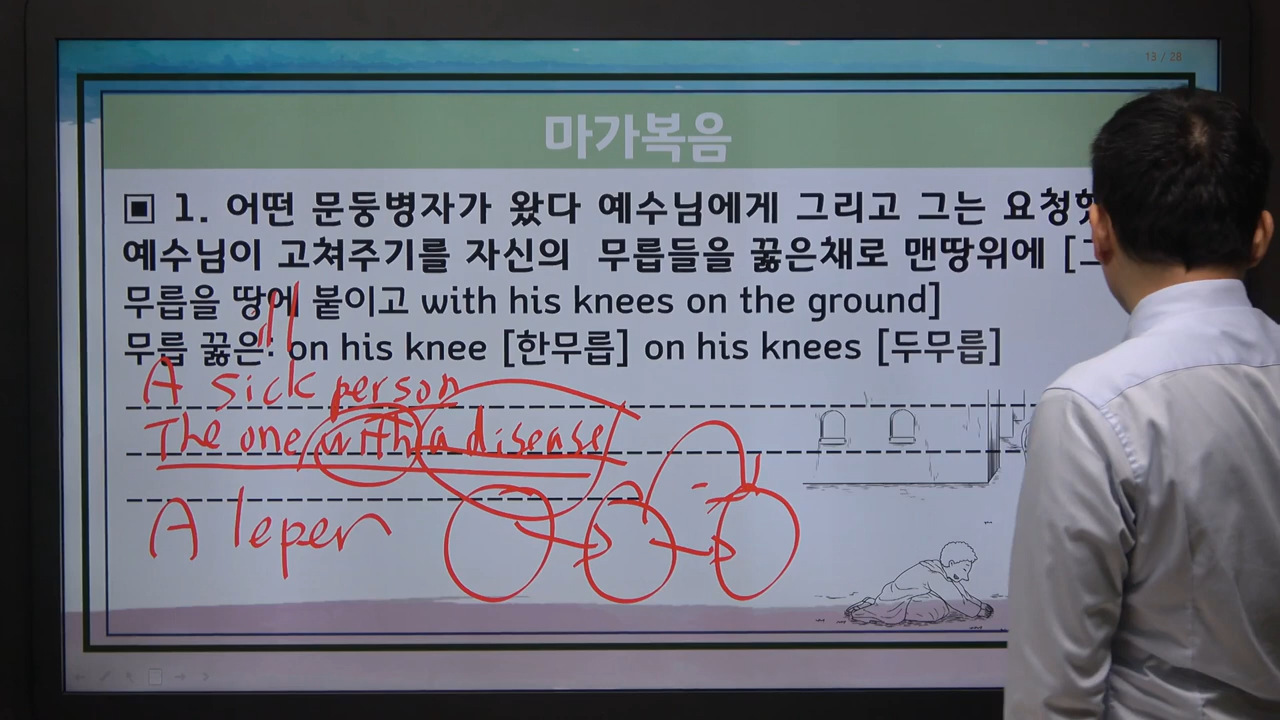 13 / 28
마가복음
▣ 1. 어떤 문둥병자가 왔다 예수님에게 그리고 그는
예수님이 고쳐주기를 자신의 무릎들을 꿇은채로 맨땅위에
무릎을 땅에 붙이고 with his knees on the ground]
무릎 꿇은: on his knee [한무릎] on his knees [두무릎]
A sick person
The one with a disease
A leper